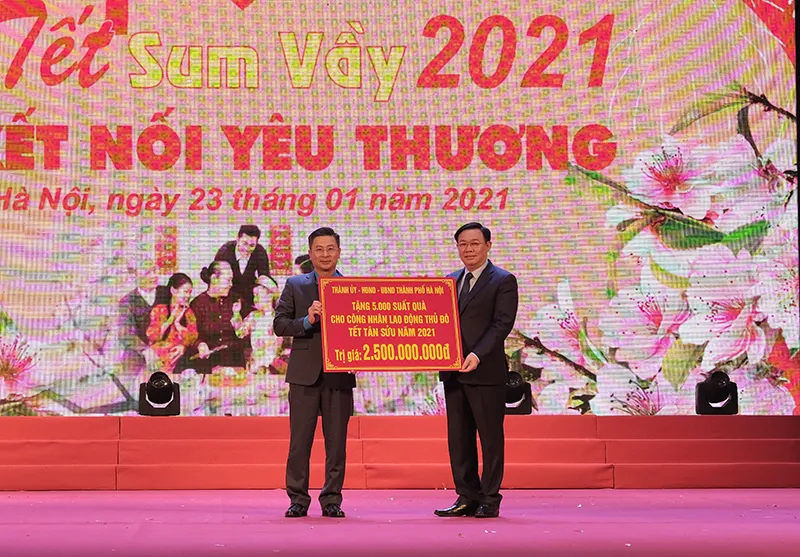 Tết Sum Vầy 2021
KẾT NỐI YÊU THƯƠNG
Hà Nội, ngày 23 tháng 01 năm 2021
THÀNH ỦY - HĐND - UBND THÀNH PHỐ HÀ NỘI
TẶNG 5.000 SUẤT QUÀ
CHO CÔNG NHÂN LAO ĐỘNG THỦ ĐÔ
TẾT TÂN SỬU NĂM 2021
Trị giá: 2.500.000.000đ